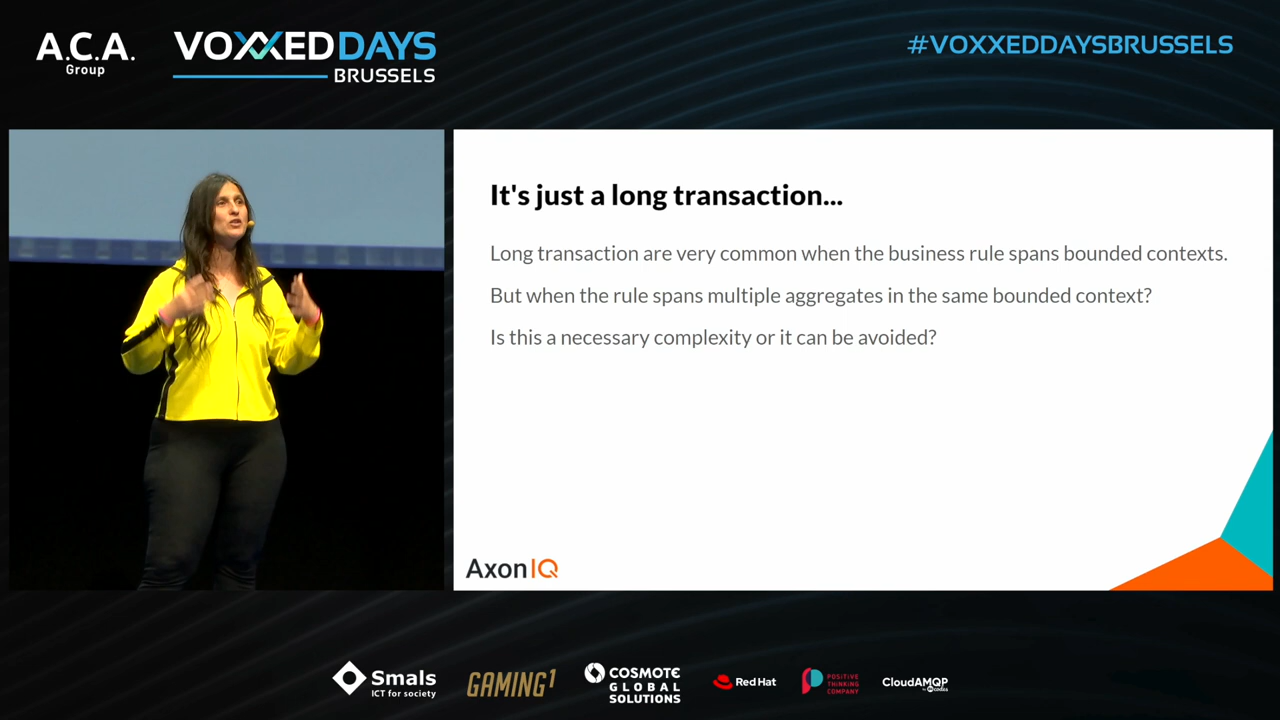 A.C.A.
Group
VOXXEDDAYS
BRUSSELS
#VOXXEDDAYSBRUSSELS
It's just a long transaction...
Long transaction are very common when the business rule spans bounded contexts.
But when the rule spans multiple aggregates in the same bounded context?
Is this a necessary complexity or it can be avoided?
AxonIQ
Smals
ICT for society
GAMING1
COSMOTE
GLOBAL
SOLUTIONS
Red Hat
POSITIVE
THINKING
COMPANY
CloudAMQP